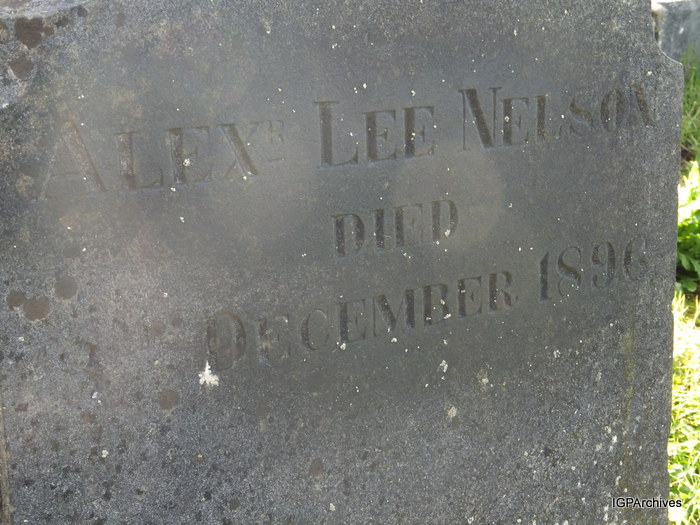 ALEXR LEE NELSON
DIED
DECEMBER 1896
IGPArchives